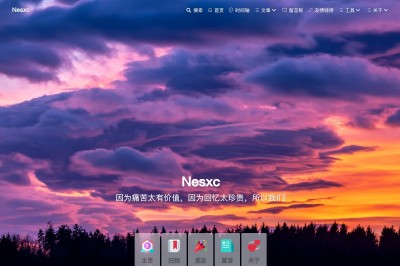 Nesxc
搜索 首页 时间轴 文章 留言板 友情链接 工具 关于
Nesxc
因为痛苦太有价值，因为回忆太珍贵，所以我们
主页 归档 友链 留言 关于